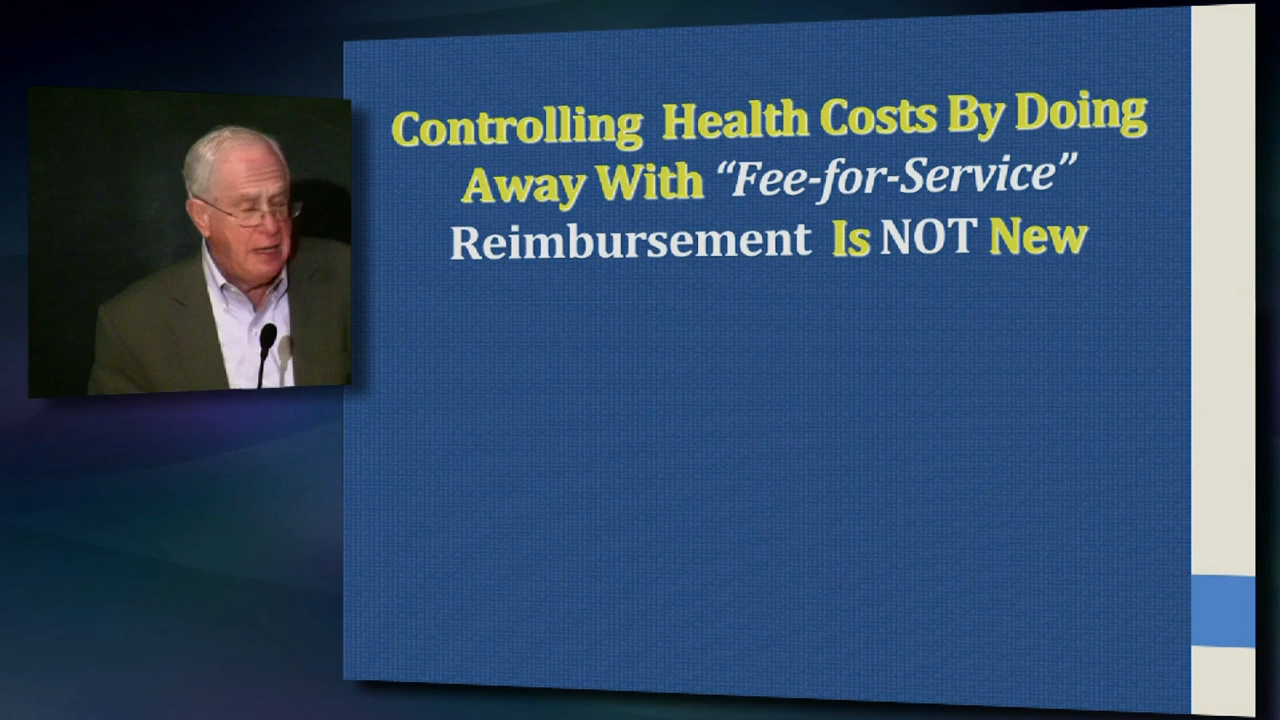 Controlling Health Costs By Doing
Away With “Fee-for-Service”
Reimbursement Is NOT New